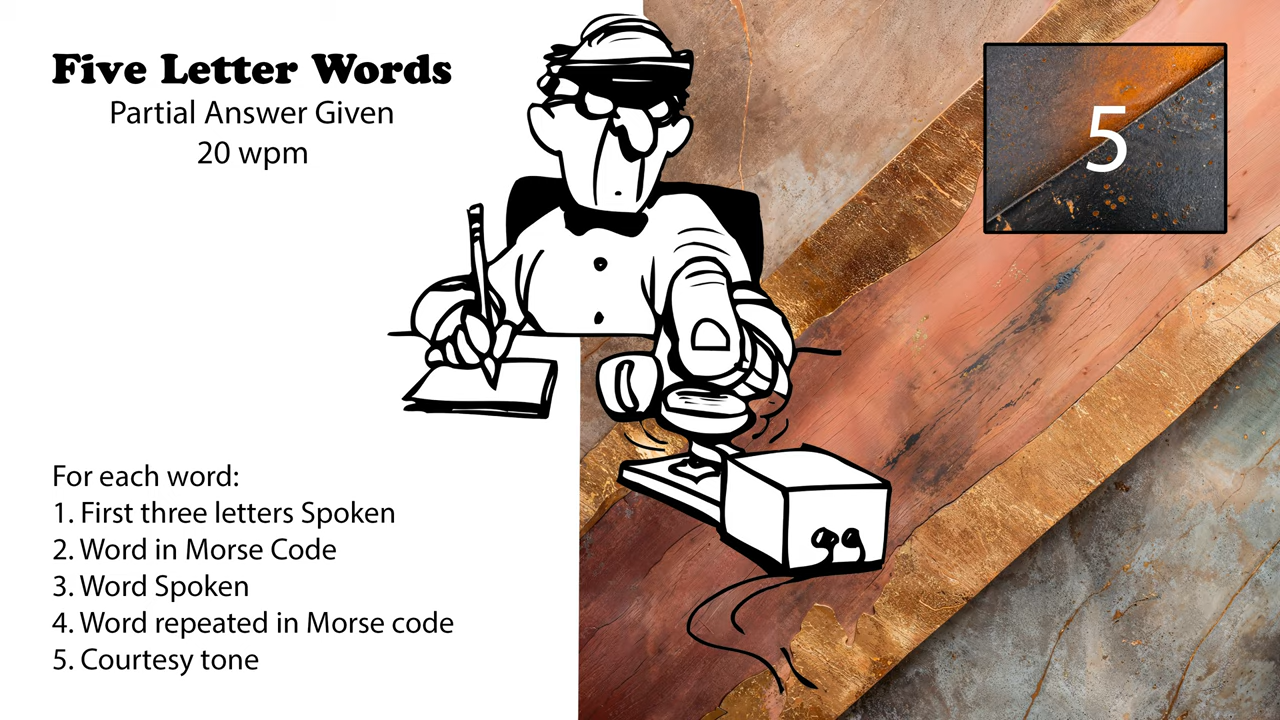 Five Letter Words
Partial Answer Given
20 wpm
5
For each word:
1. First three letters Spoken
2. Word in Morse Code
3. Word Spoken
4. Word repeated in Morse code
5. Courtesy tone